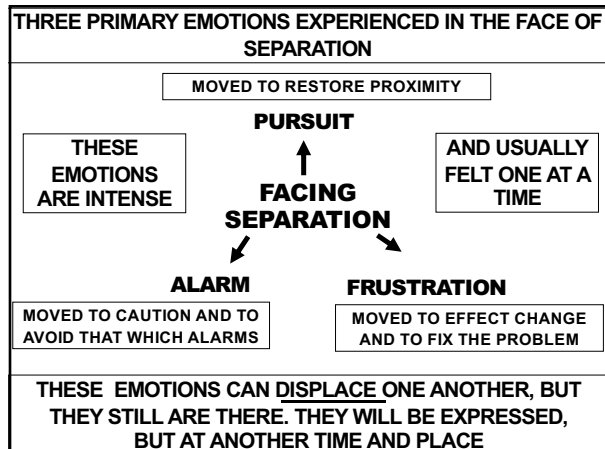 THREE PRIMARY EMOTIONS EXPERIENCED IN THE FACE OF
SEPARATION
MOVED TO RESTORE PROXIMITY
PURSUIT
THESE
EMOTIONS
ARE INTENSE
AND USUALLY
FELT ONE AT A
TIME
FACING
SEPARATION
ALARM
MOVED TO CAUTION AND TO
AVOID THAT WHICH ALARMS
FRUSTRATION
MOVED TO EFFECT CHANGE
AND TO FIX THE PROBLEM
THESE EMOTIONS CAN DISPLACE ONE ANOTHER, BUT
THEY STILL ARE THERE. THEY WILL BE EXPRESSED,
BUT AT ANOTHER TIME AND PLACE